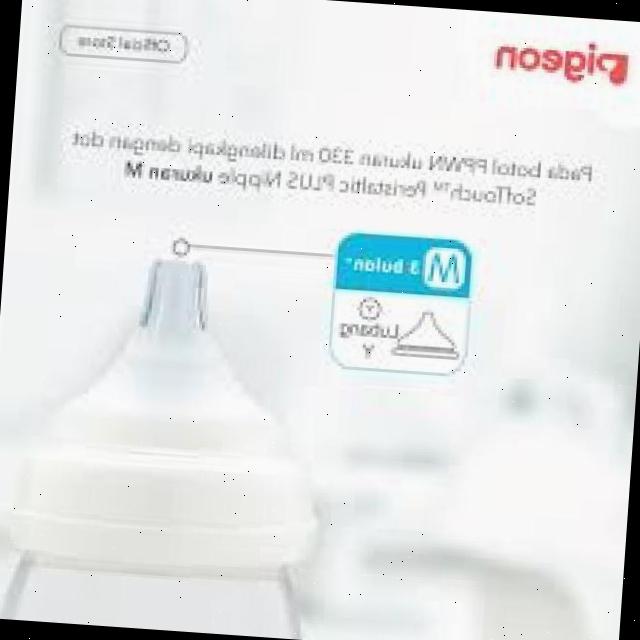 pigeon
Official Store
Pada botol PPWN ukuran 330 ml dilengkapi dengan dot
SofTouch™ Peristaltic PLUS Nipple ukuran M
M 3 bulan+
Y
Lubang
Y